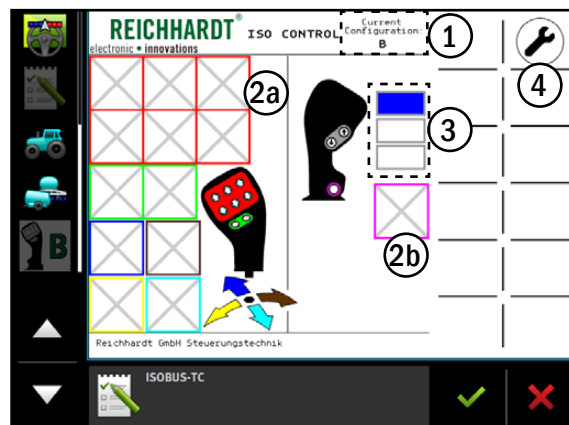 REICHHARDT®
electronic • innovations
ISO CONTROL
Current
Configuration:
B
1
2a
3
4
2b
B
Reichhardt GmbH Steuerungstechnik
ISOBUS-TC